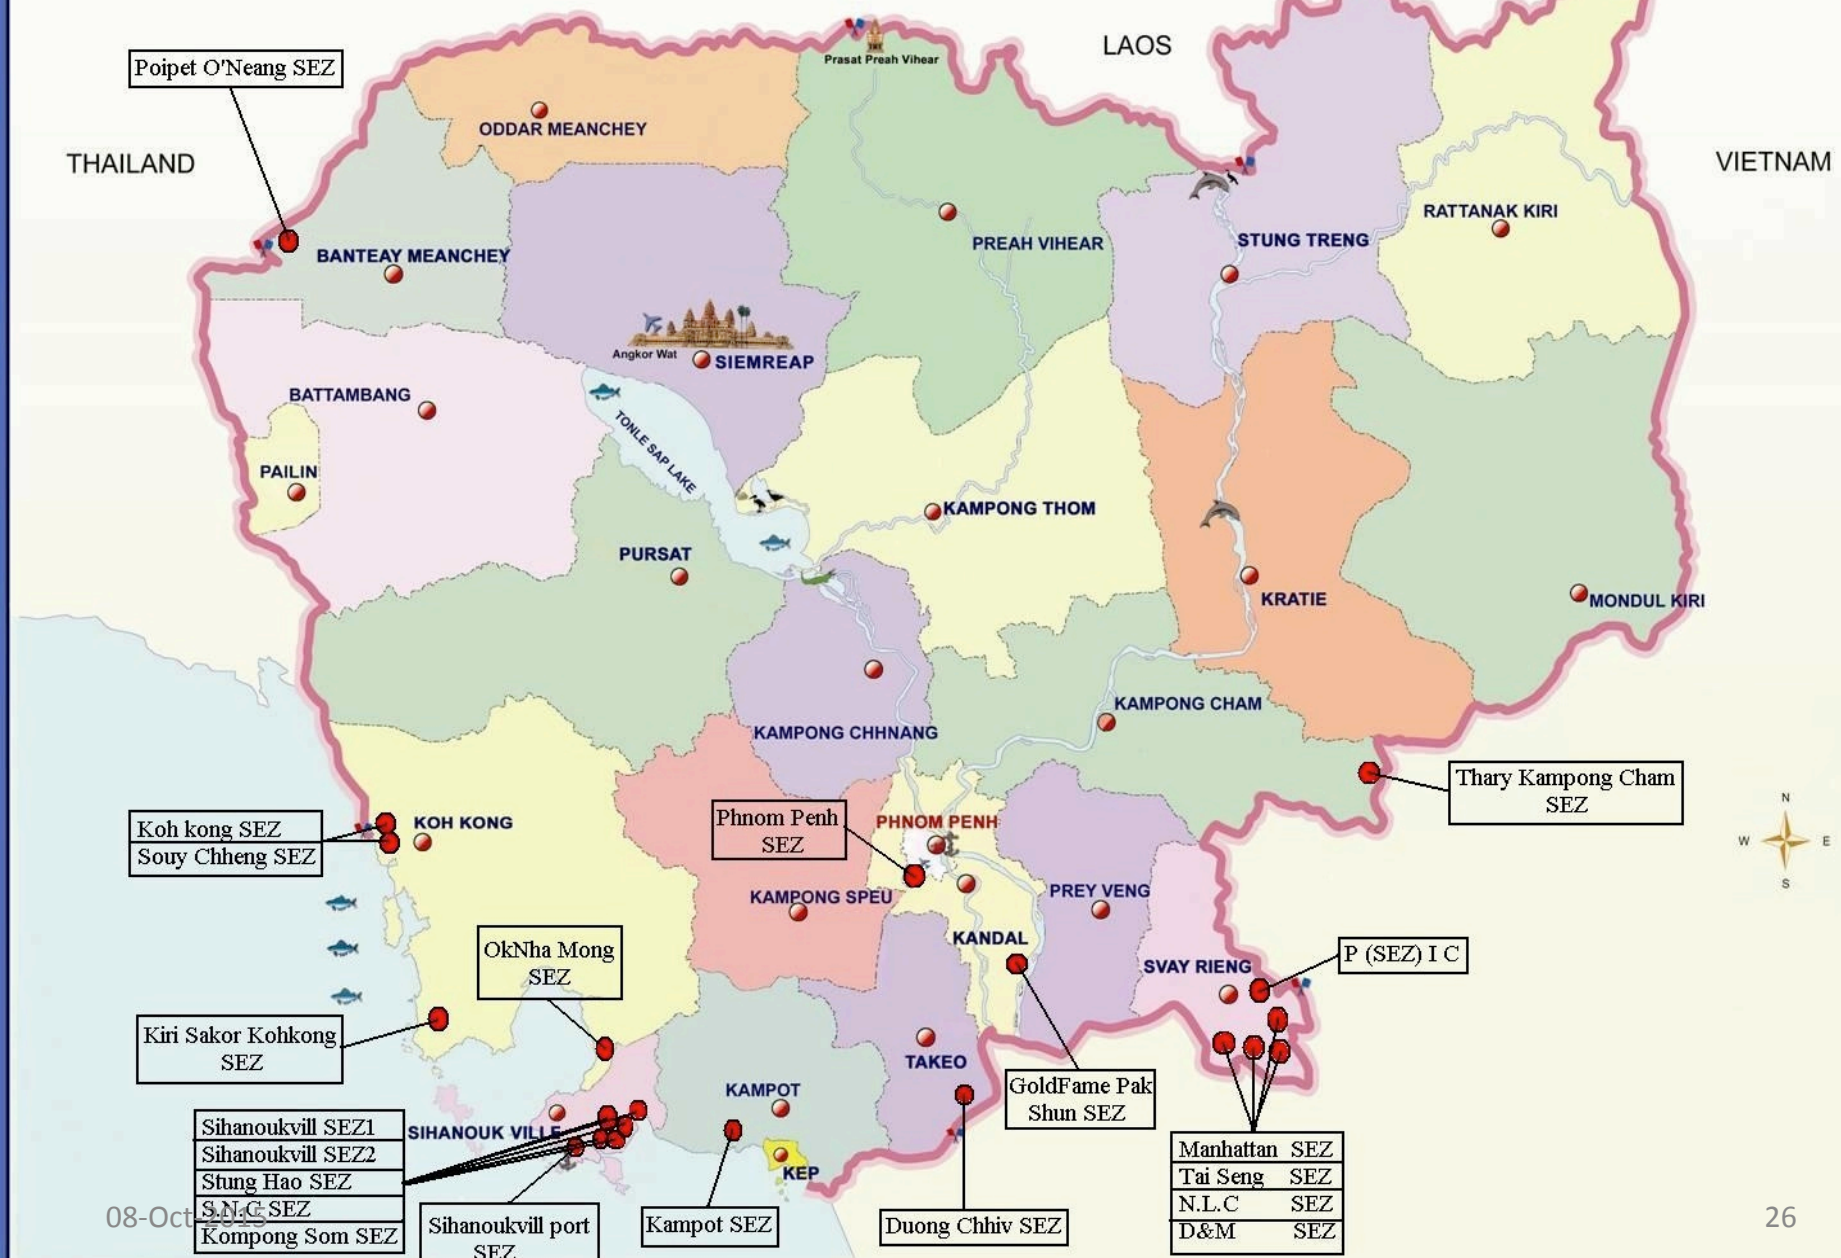 LAOS
Prasat Preah Vihear
Poipet O'Neang SEZ
ODDAR MEANCHEY
THAILAND
VIETNAM
RATTANAK KIRI
BANTEAY MEANCHEY
PREAH VIHEAR
STUNG TRENG
Angkor Wat
SIEMREAP
BATTAMBANG
TONLE SAP LAKE
PAILIN
KAMPONG THOM
PURSAT
KRATIE
MONDUL KIRI
KAMPONG CHAM
KAMPONG CHHNANG
Thary Kampong Cham
SEZ
N
W
E
S
Koh kong SEZ
Souy Chheng SEZ
KOH KONG
Phnom Penh
SEZ
PHNOM PENH
KAMPONG SPEU
PREY VENG
KANDAL
OkNha Mong
SEZ
SVAY RIENG
P (SEZ) I C
Kiri Sakor Kohkong
SEZ
TAKEO
KAMPOT
GoldFame Pak
Shun SEZ
SIHANOUK VILLE
Sihanoukvill SEZ1
Sihanoukvill SEZ2
Stung Hao SEZ
S.N.C SEZ
Kompong Som SEZ
KEP
Manhattan SEZ
Tai Seng SEZ
N.L.C SEZ
D&M SEZ
Sihanoukvill port
SEZ
Kampot SEZ
Duong Chhiv SEZ
08-Oct-2015
26